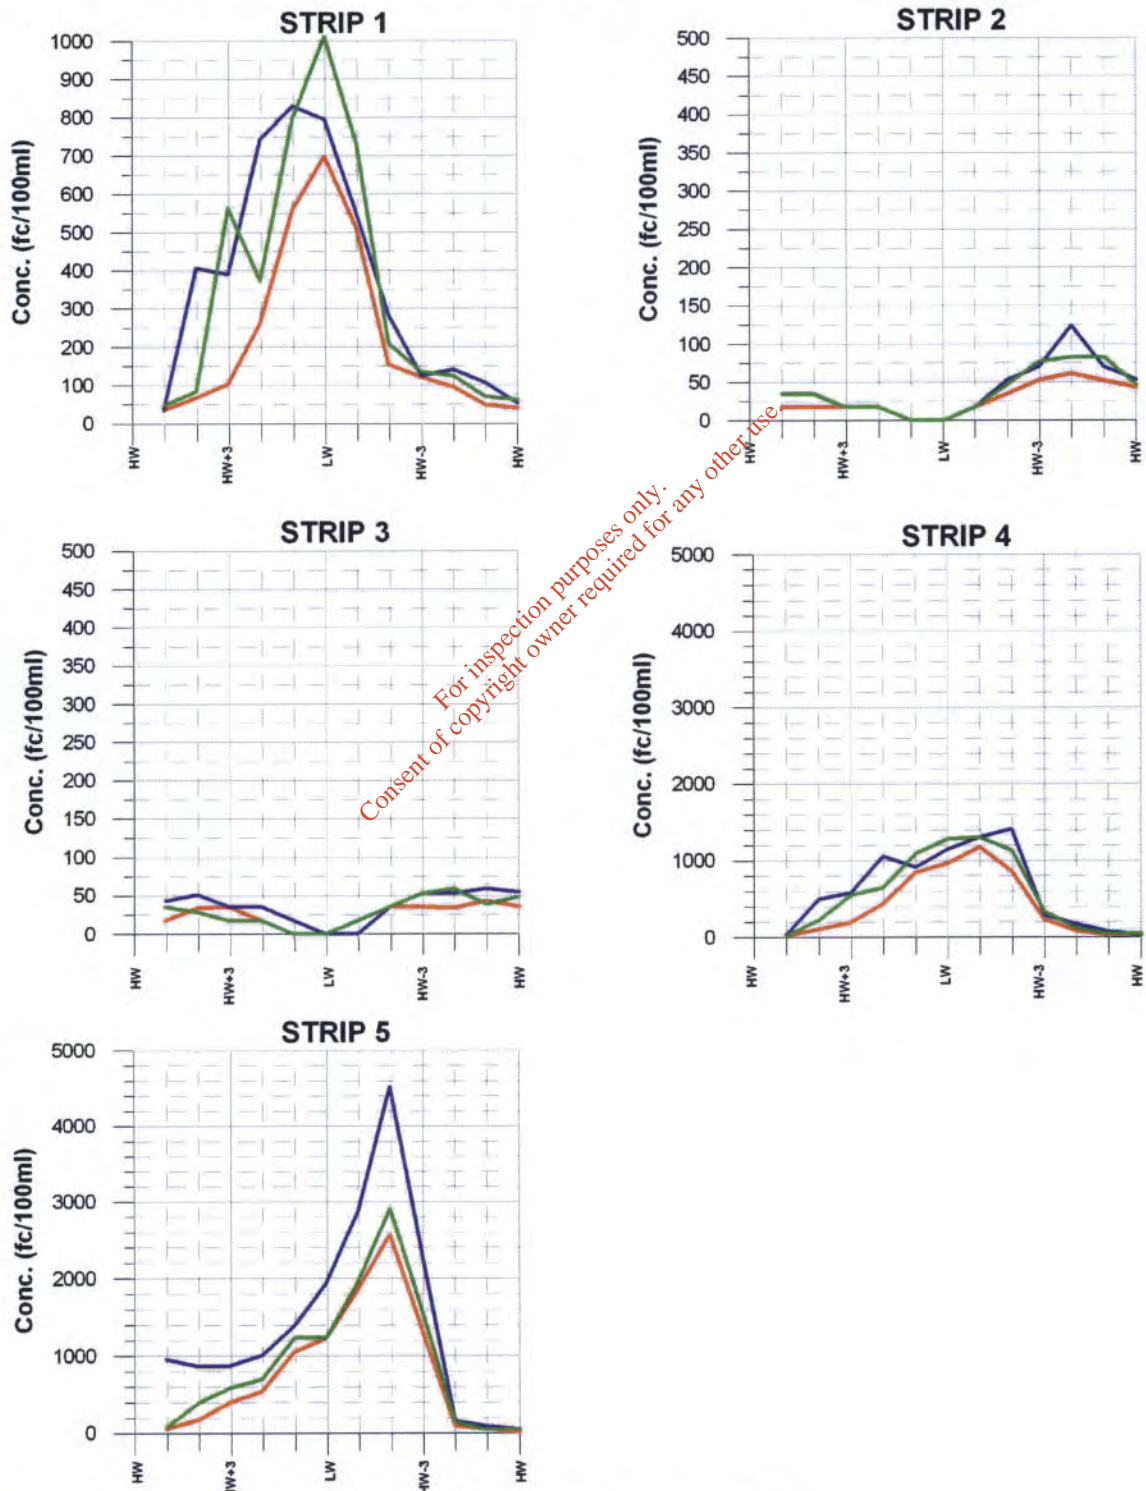 STRIP 1
1000
900
800
700
600
500
400
300
200
100
0
Conc. (fc/100ml)
HW
HW+3
LW
HW-3
HW
STRIP 2
500
450
400
350
300
250
200
150
100
50
0
Conc. (fc/100ml)
HW
HW+3
LW
HW-3
HW
For inspection purposes only.
Consent of copyright owner required for any other use.
STRIP 3
500
450
400
350
300
250
200
150
100
50
0
Conc. (fc/100ml)
HW
HW+3
LW
HW-3
HW
STRIP 4
5000
4000
3000
2000
1000
0
Conc. (fc/100ml)
HW
HW+3
LW
HW-3
HW
STRIP 5
5000
4000
3000
2000
1000
0
Conc. (fc/100ml)
HW
HW+3
LW
HW-3
HW